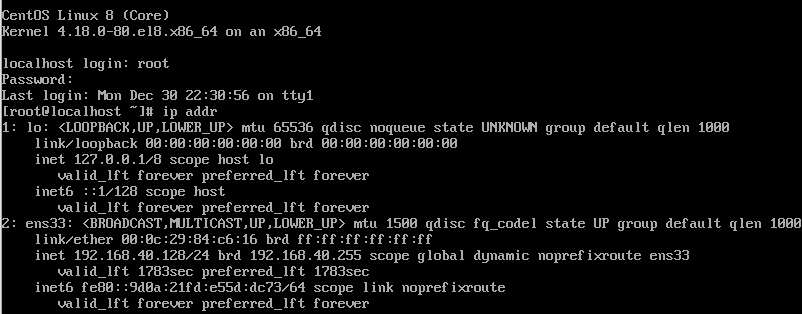 CentOS Linux 8 (Core)
Kernel 4.18.0-80.el8.x86_64 on an x86_64
localhost login: root
Password:
Last login: Mon Dec 30 22:30:56 on tty1
[root@localhost ~]# ip addr
1: lo: <LOOPBACK,UP,LOWER_UP> mtu 65536 qdisc noqueue state UNKNOWN group default qlen 1000
link/loopback 00:00:00:00:00:00 brd 00:00:00:00:00:00
inet 127.0.0.1/8 scope host lo
valid_lft forever preferred_lft forever
inet6 ::1/128 scope host
valid_lft forever preferred_lft forever
2: ens33: <BROADCAST,MULTICAST,UP,LOWER_UP> mtu 1500 qdisc fq_codel state UP group default qlen 1000
link/ether 00:0c:29:84:c6:16 brd ff:ff:ff:ff:ff:ff
inet 192.168.40.128/24 brd 192.168.40.255 scope global dynamic noprefixroute ens33
valid_lft 1783sec preferred_lft 1783sec
inet6 fe80::9d0a:21fd:e55d:dc73/64 scope link noprefixroute
valid_lft forever preferred_lft forever